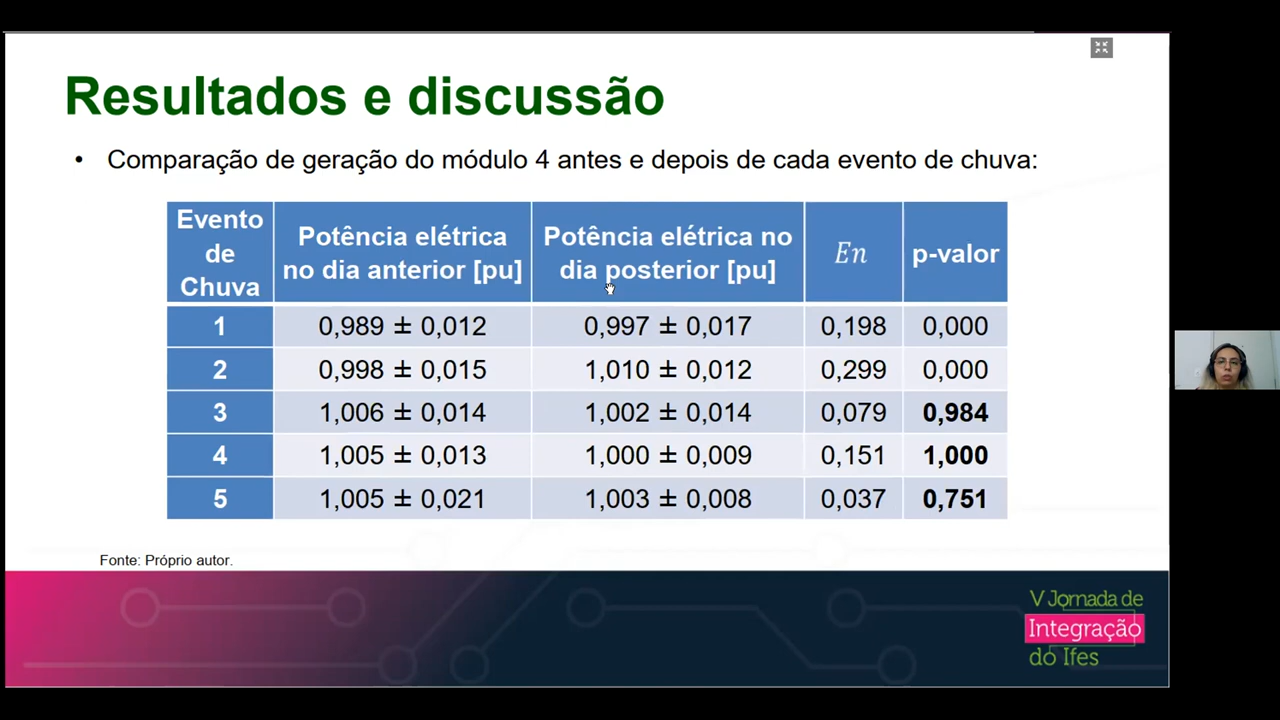 Resultados e discussão
• Comparação de geração do módulo 4 antes e depois de cada evento de chuva:
Evento de Chuva | Potência elétrica no dia anterior [pu] | Potência elétrica no dia posterior [pu] | En | p-valor
1 | 0,989 ± 0,012 | 0,997 ± 0,017 | 0,198 | 0,000
2 | 0,998 ± 0,015 | 1,010 ± 0,012 | 0,299 | 0,000
3 | 1,006 ± 0,014 | 1,002 ± 0,014 | 0,079 | 0,984
4 | 1,005 ± 0,013 | 1,000 ± 0,009 | 0,151 | 1,000
5 | 1,005 ± 0,021 | 1,003 ± 0,008 | 0,037 | 0,751
Fonte: Próprio autor.
V Jornada de
Integração
do Ifes